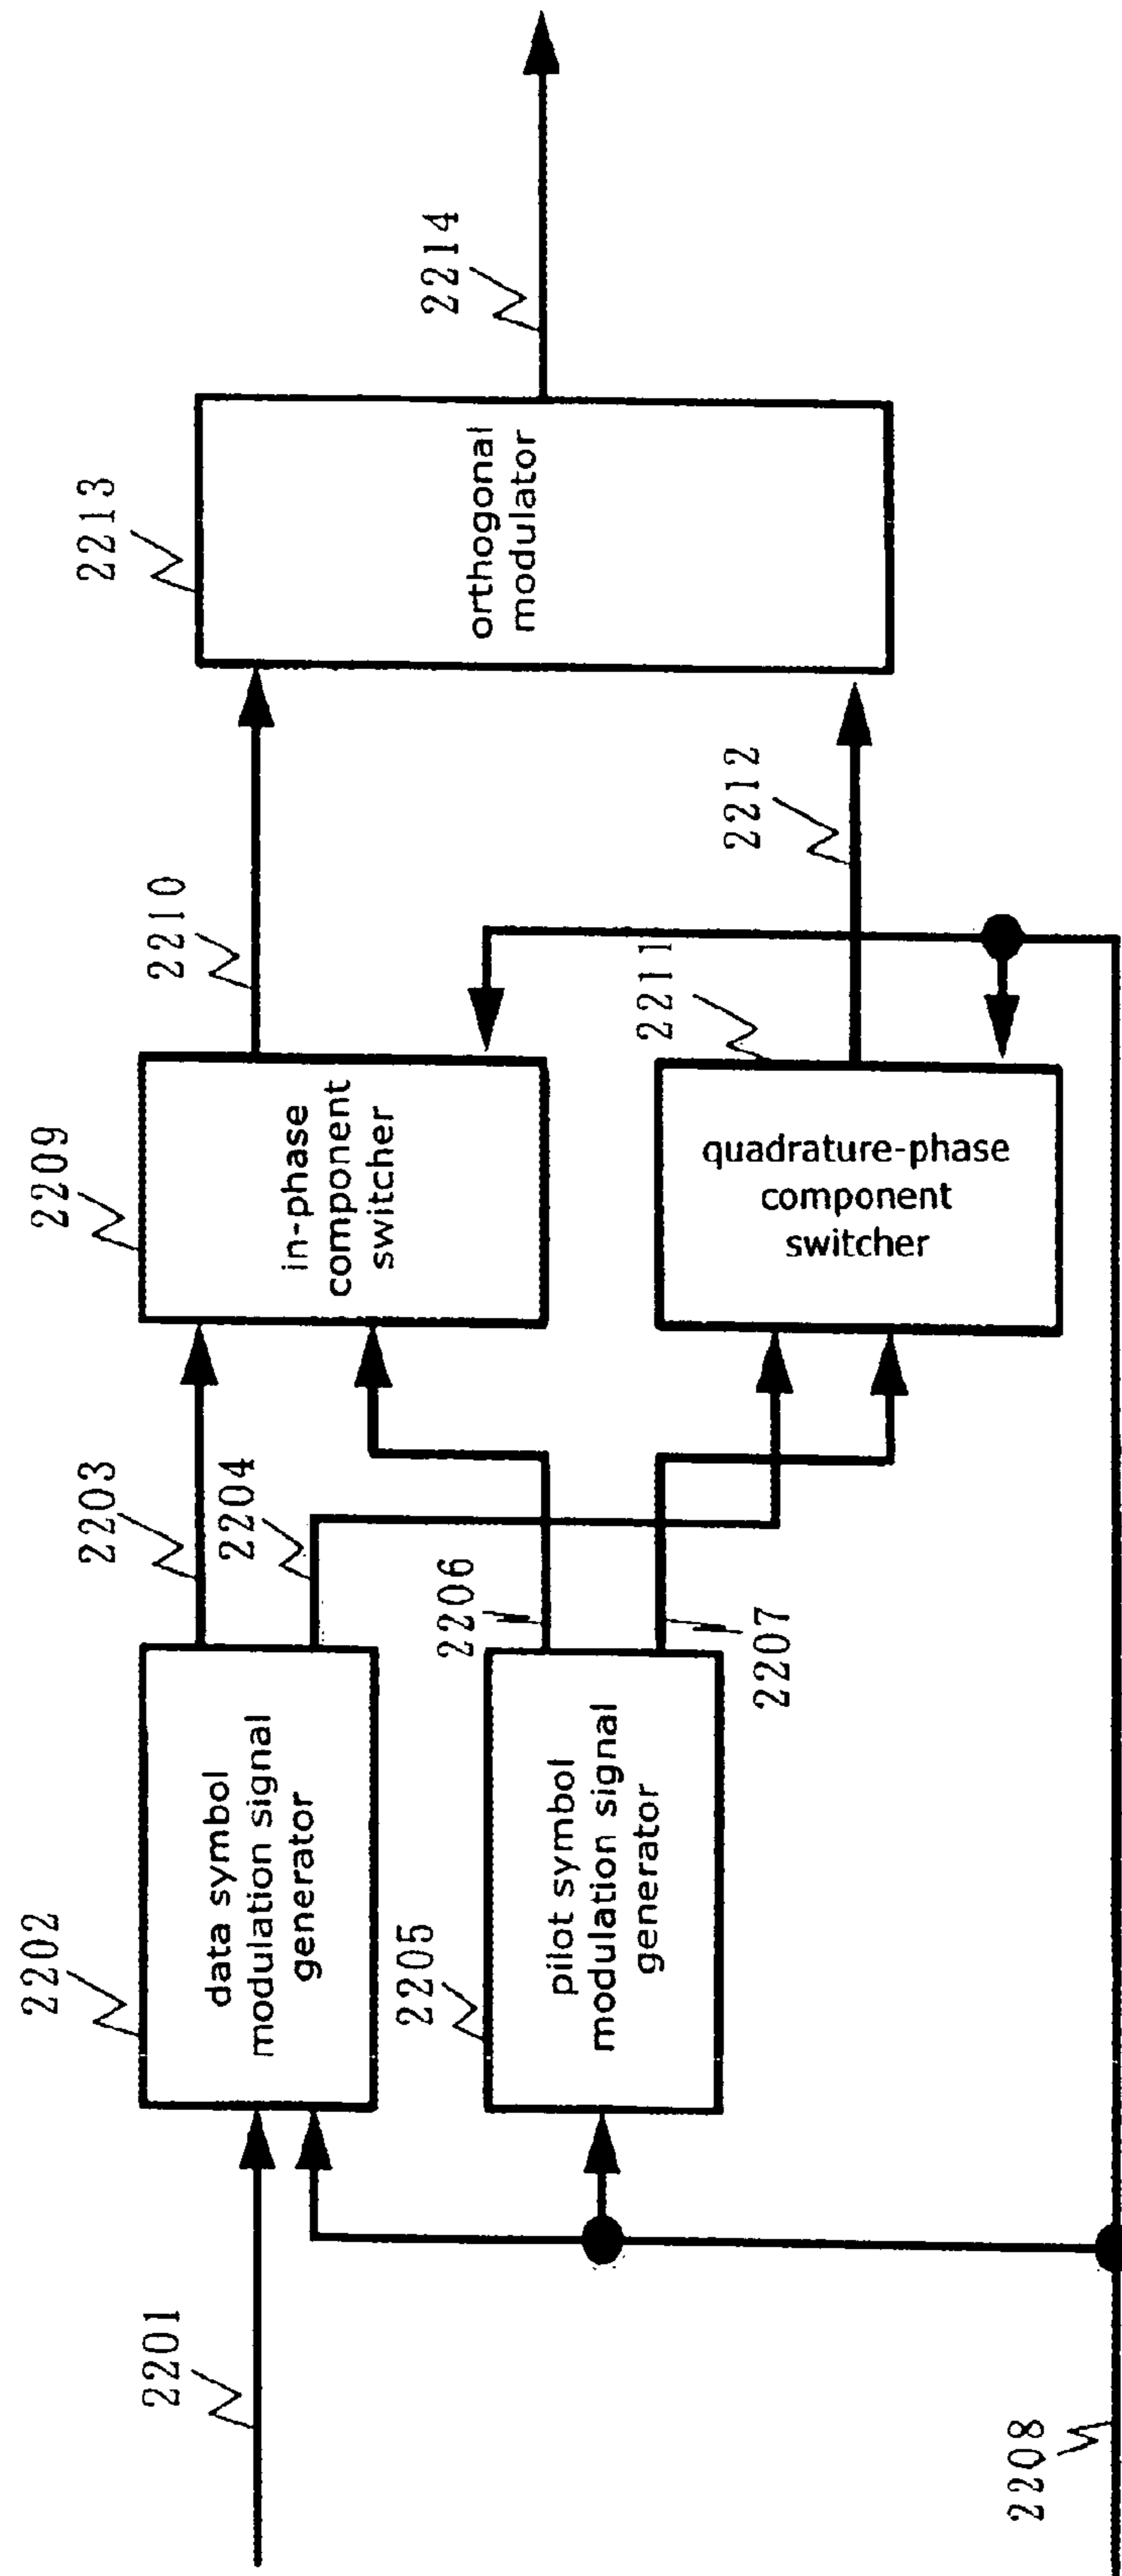 2201
2202
data symbol
modulation signal
generator
2203
2204
2205
pilot symbol
modulation signal
generator
2206
2207
2208
2209
in-phase
component
switcher
2210
2211
quadrature-phase
component
switcher
2212
2213
orthogonal
modulator
2214